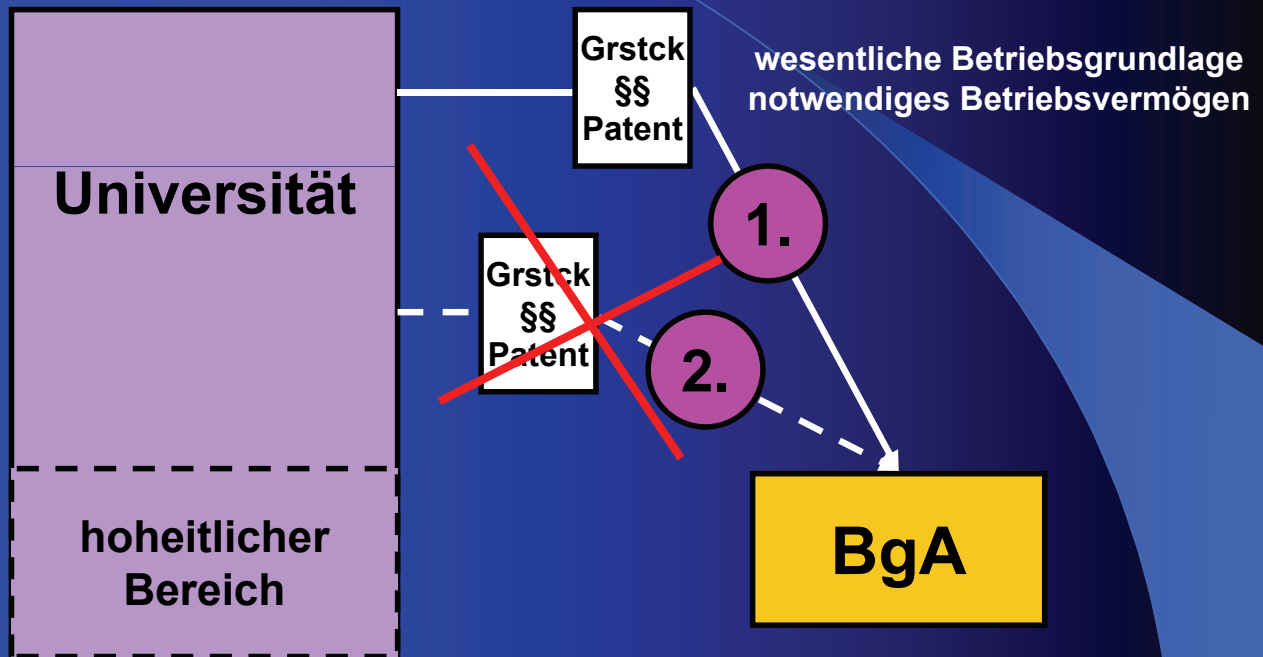 Grstck
§§
Patent
wesentliche Betriebsgrundlage
notwendiges Betriebsvermögen
Universität
1.
Grstck
§§
Patent
2.
hoheitlicher
Bereich
BgA